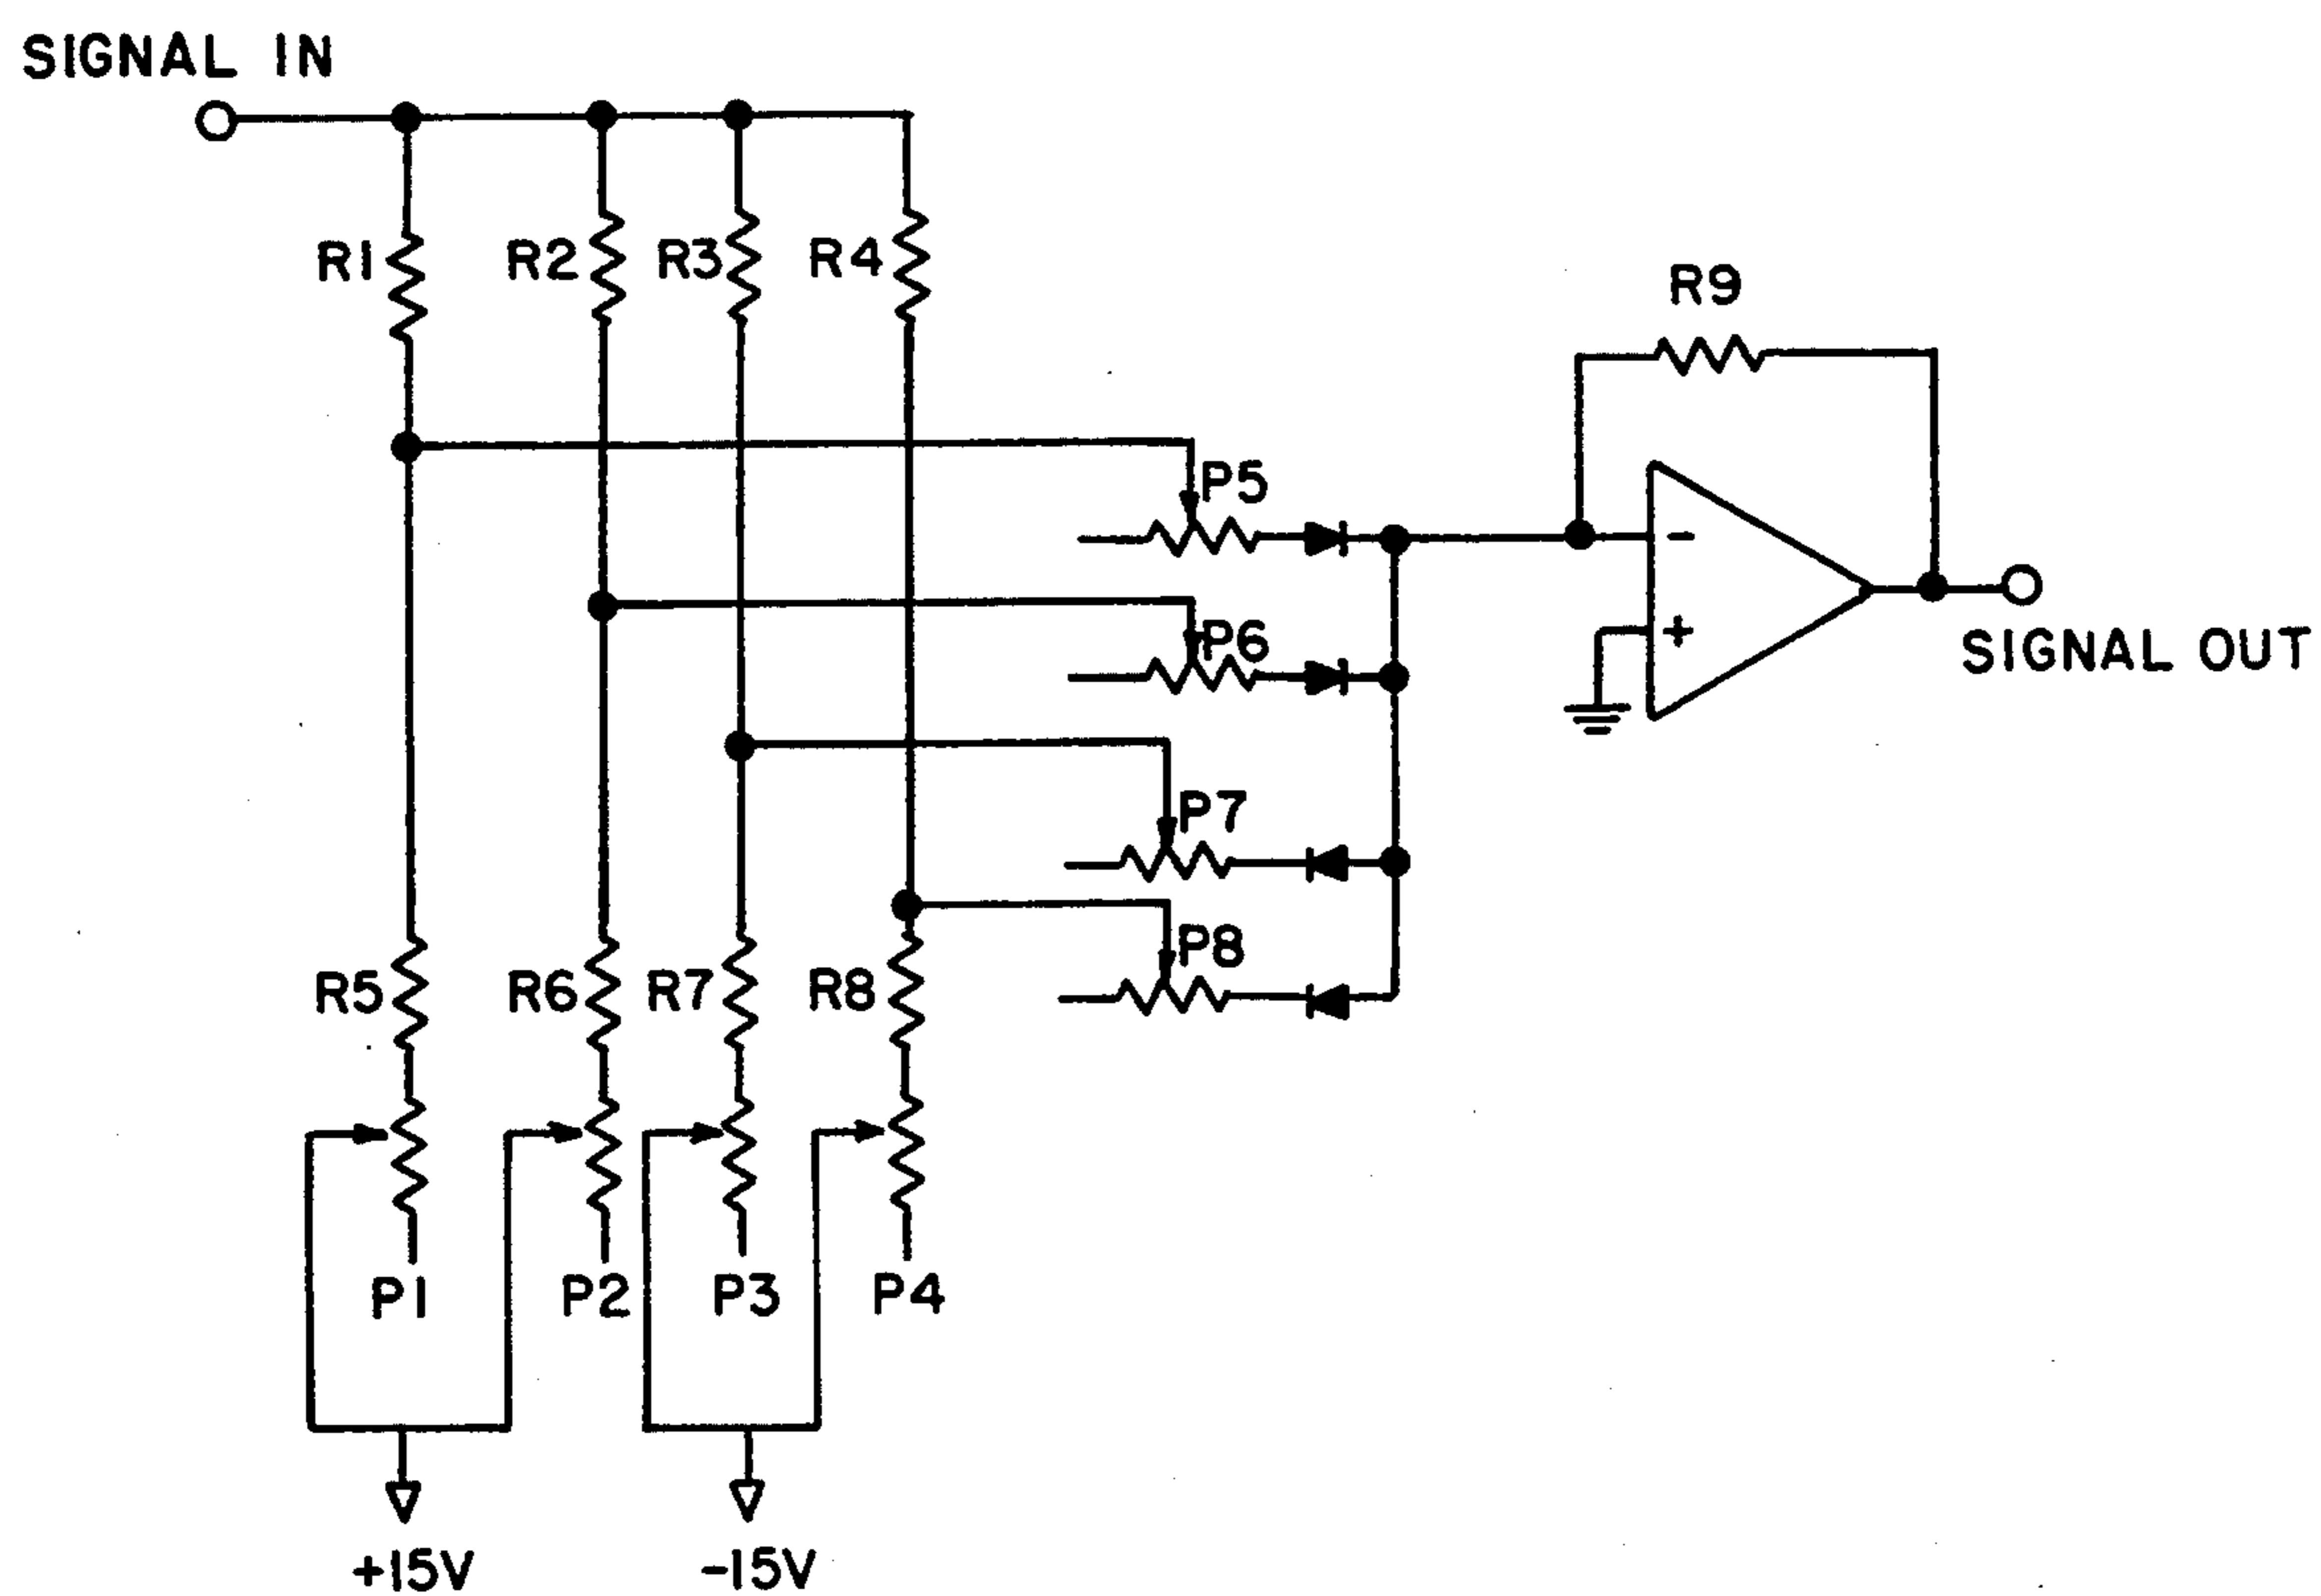 SIGNAL IN
R1
R2
R3
R4
R9
P5
-
P6
+
SIGNAL OUT
P7
P8
R5
R6
R7
R8
P1
P2
P3
P4
+15V
-15V